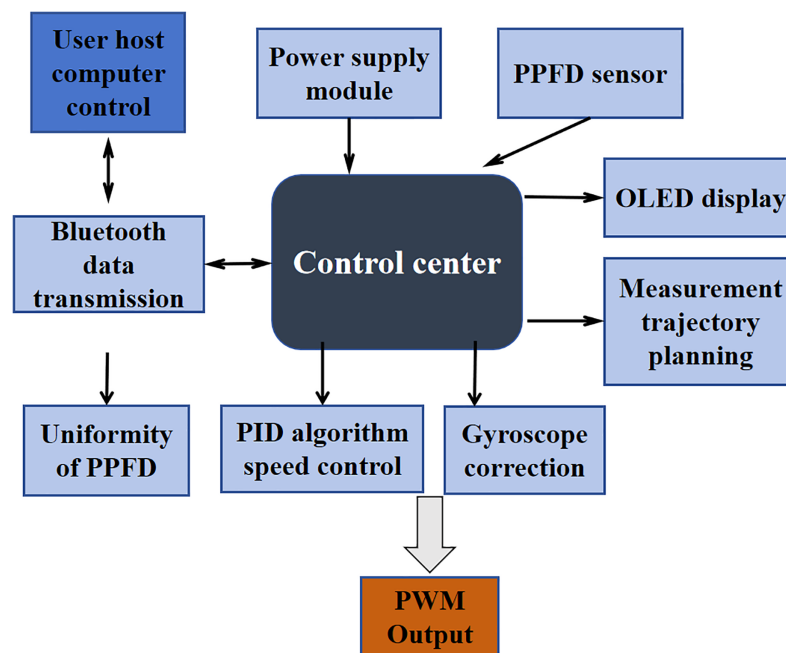 User host
computer
control
Power supply
module
PPFD sensor
OLED display
Bluetooth
data
transmission
Control center
Measurement
trajectory
planning
Uniformity
of PPFD
PID algorithm
speed control
Gyroscope
correction
PWM
Output